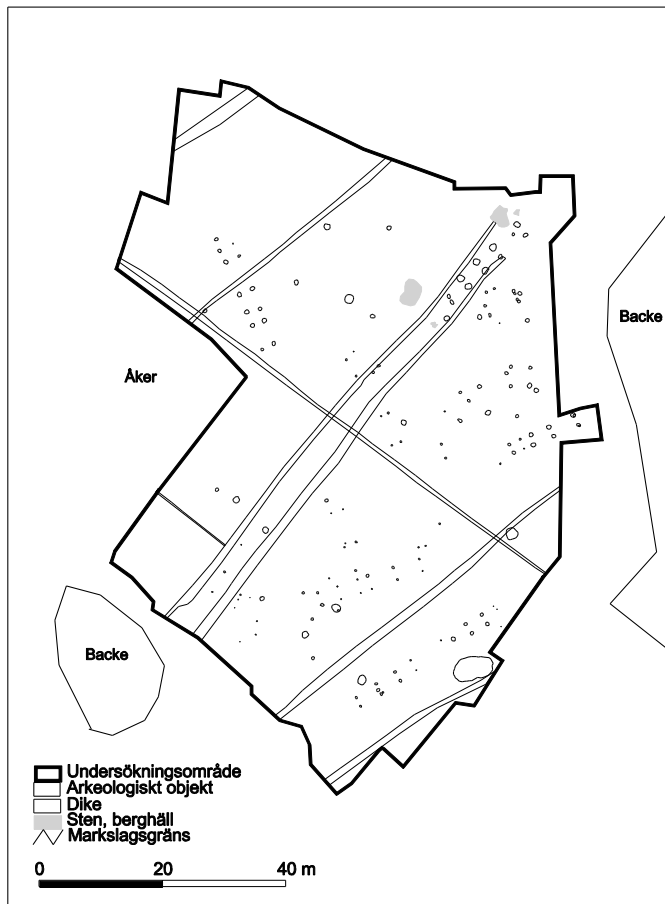 Backe
Åker
Backe
Undersökningsområde
Arkeologiskt objekt
Dike
Sten, berghäll
Markslagsgräns
0 20 40 m